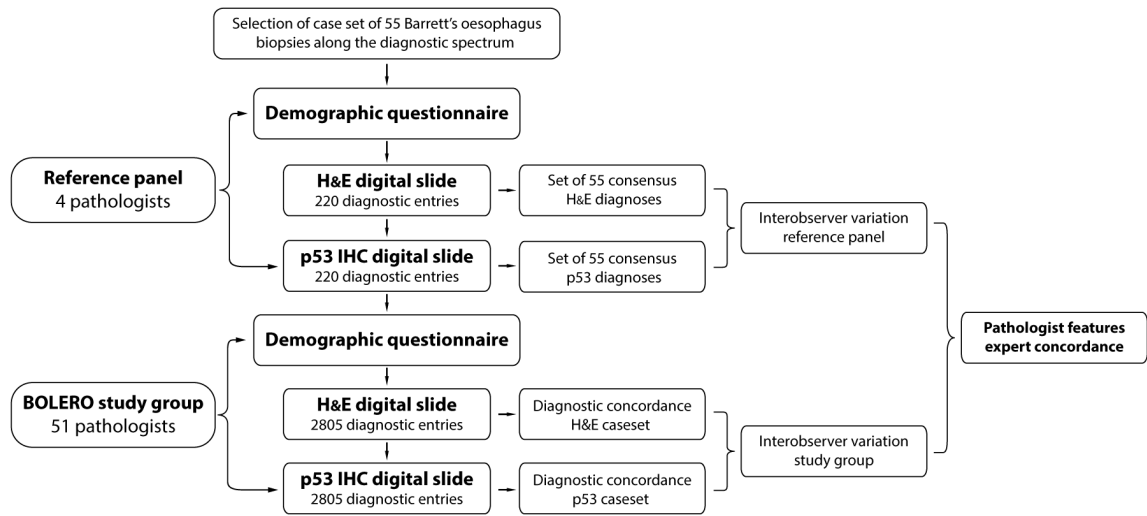 Selection of case set of 55 Barrett's oesophagus
biopsies along the diagnostic spectrum
Demographic questionnaire
Reference panel
4 pathologists
H&E digital slide
220 diagnostic entries
Set of 55 consensus
H&E diagnoses
p53 IHC digital slide
220 diagnostic entries
Set of 55 consensus
p53 diagnoses
Interobserver variation
reference panel
Demographic questionnaire
Pathologist features
expert concordance
BOLERO study group
51 pathologists
H&E digital slide
2805 diagnostic entries
Diagnostic concordance
H&E caseset
p53 IHC digital slide
2805 diagnostic entries
Diagnostic concordance
p53 caseset
Interobserver variation
study group